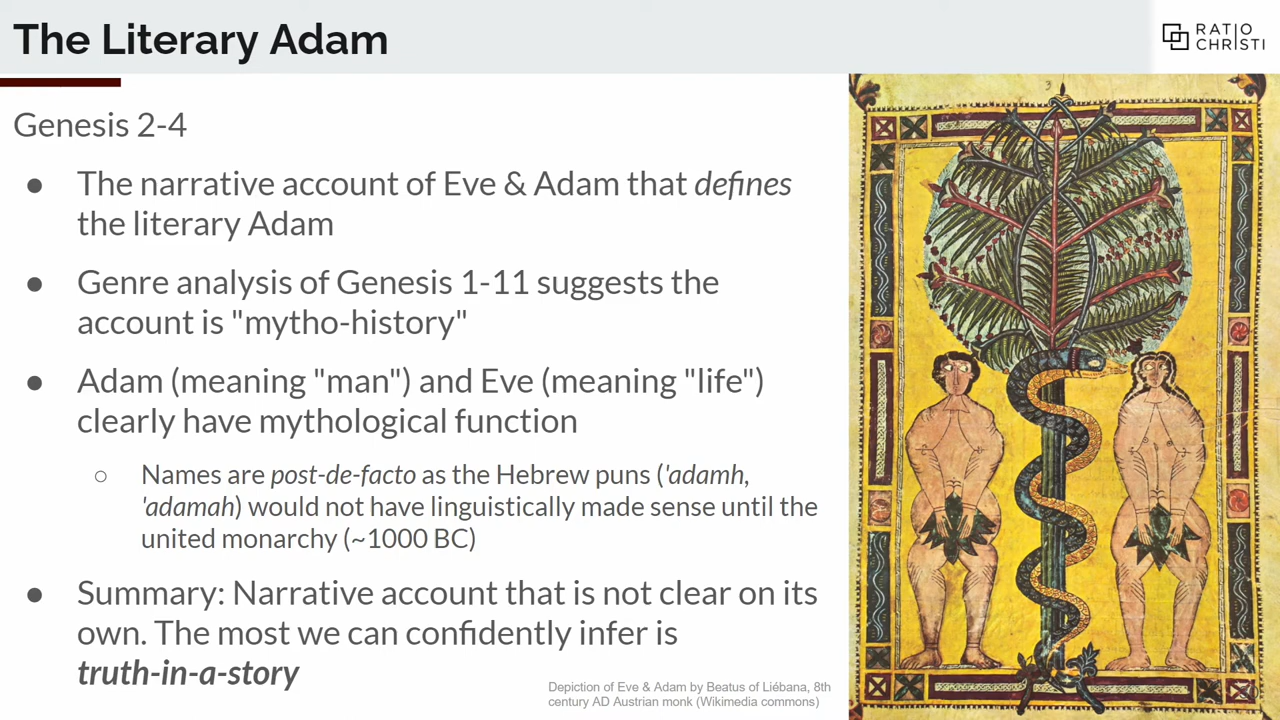 The Literary Adam
RATIO
CHRISTI
Genesis 2-4
● The narrative account of Eve & Adam that defines
the literary Adam
● Genre analysis of Genesis 1-11 suggests the
account is "mytho-history"
● Adam (meaning "man") and Eve (meaning "life")
clearly have mythological function
○ Names are post-de-facto as the Hebrew puns ('adamh,
'adamah) would not have linguistically made sense until the
united monarchy (~1000 BC)
● Summary: Narrative account that is not clear on its
own. The most we can confidently infer is
truth-in-a-story
Depiction of Eve & Adam by Beatus of Liébana, 8th
century AD Austrian monk (Wikimedia commons)